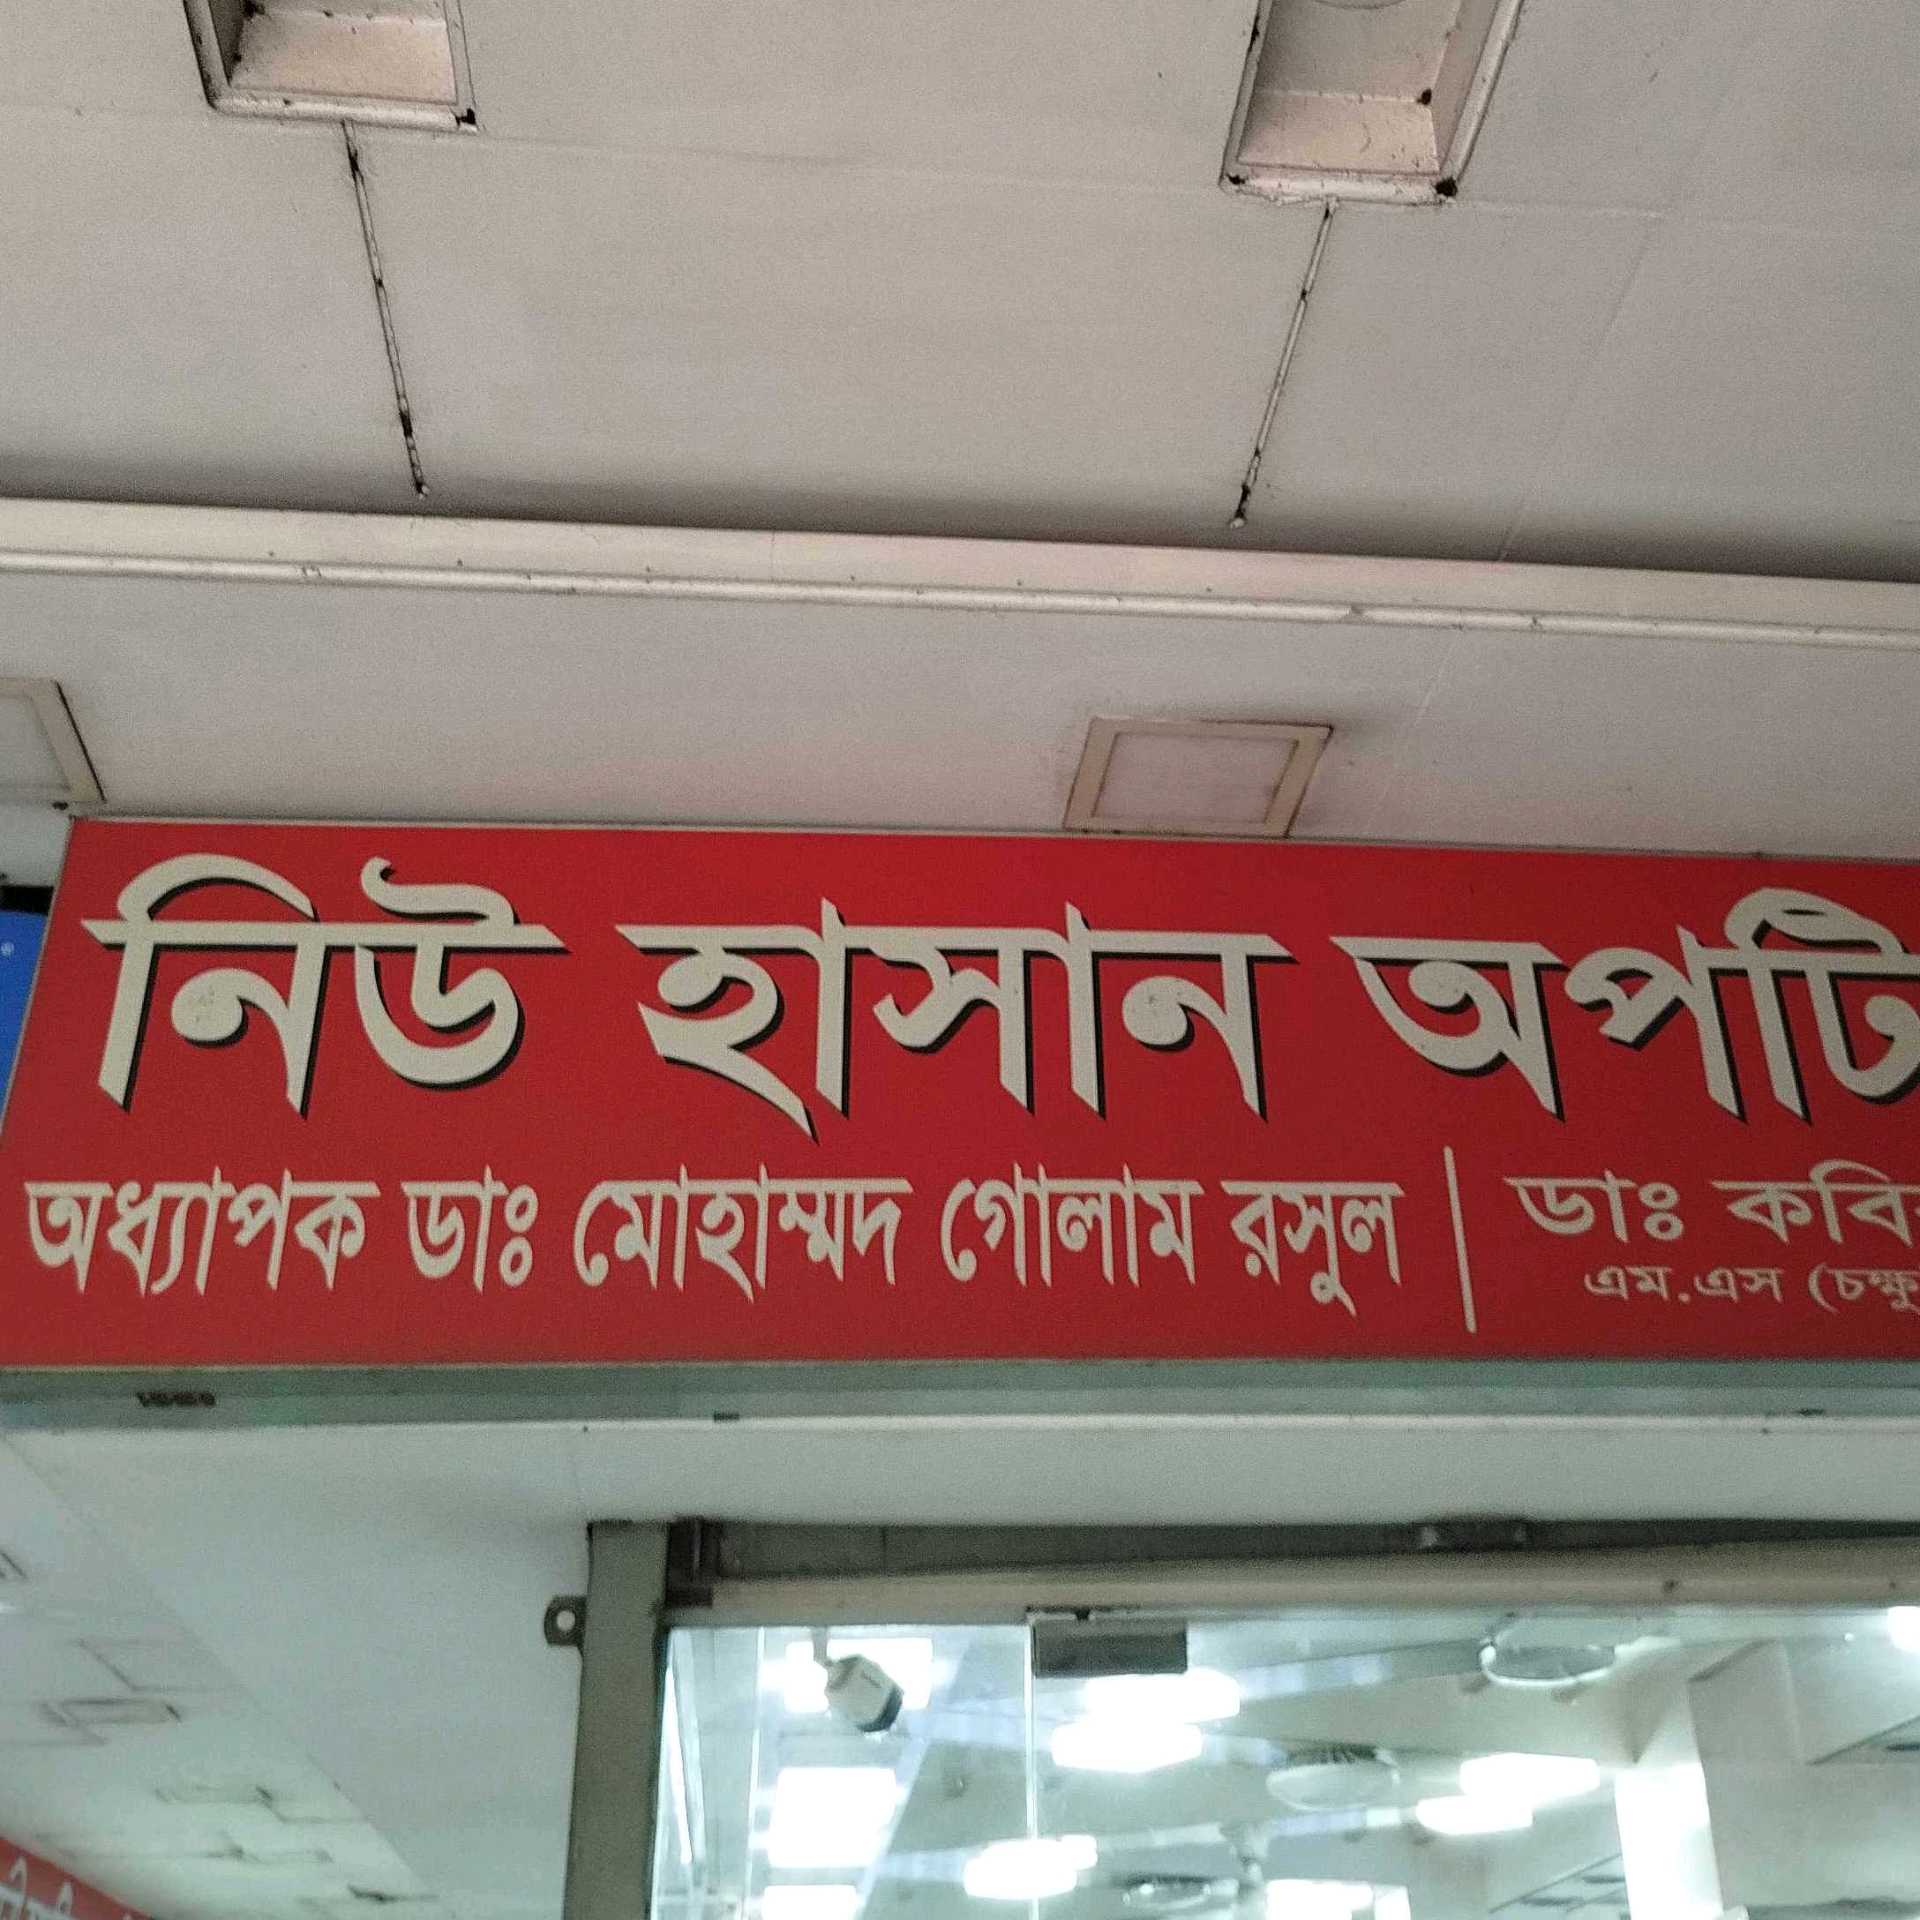 নিউ হাসান অপটি
অধ্যাপক ডাঃ মোহাম্মদ গোলাম রসুল | ডাঃ কবি
এম.এস (চক্ষু